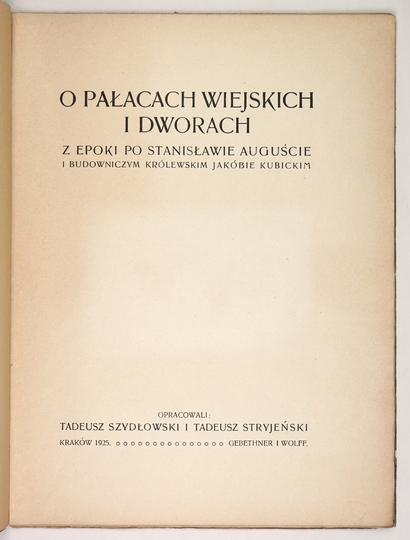 O PAŁACACH WIEJSKICH
I DWORACH
Z EPOKI PO STANISŁAWIE AUGUŚCIE
I BUDOWNICZYM KRÓLEWSKIM JAKÓBIE KUBICKIM
OPRACOWALI:
TADEUSZ SZYDŁOWSKI I TADEUSZ STRYJEŃSKI
KRAKÓW 1925. GEBETHNER I WOLFF.